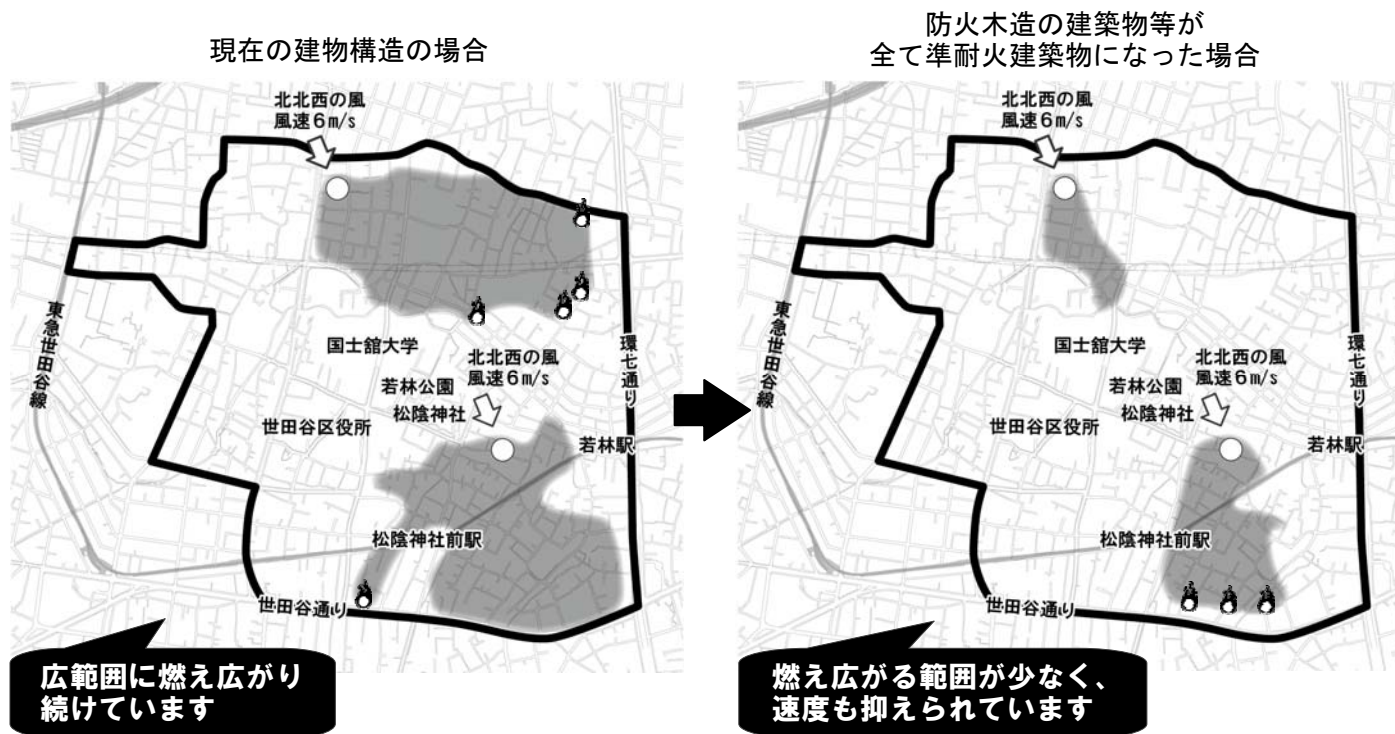 現在の建物構造の場合
北北西の風
風速6m/s
東急世田谷線
国士舘大学
環七通り
北北西の風
風速6m/s
若林公園
松陰神社
世田谷区役所
若林駅
松陰神社前駅
世田谷通り
広範囲に燃え広がり
続けています
防火木造の建築物等が
全て準耐火建築物になった場合
北北西の風
風速6m/s
東急世田谷線
国士舘大学
環七通り
北北西の風
風速6m/s
若林公園
松陰神社
世田谷区役所
若林駅
松陰神社前駅
世田谷通り
燃え広がる範囲が少なく、
速度も抑えられています